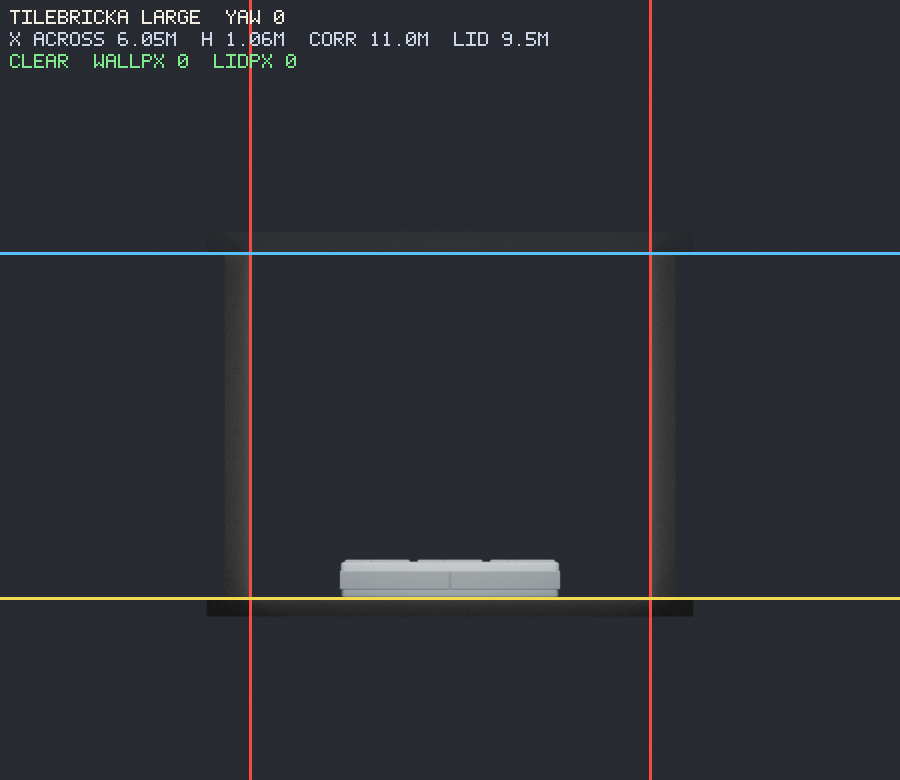 TILEBRICKA LARGE  YAW 0
X ACROSS 6.05M  H 1.06M  CORR 11.0M  LID 9.5M
CLEAR  WALLPX 0  LIDPX 0